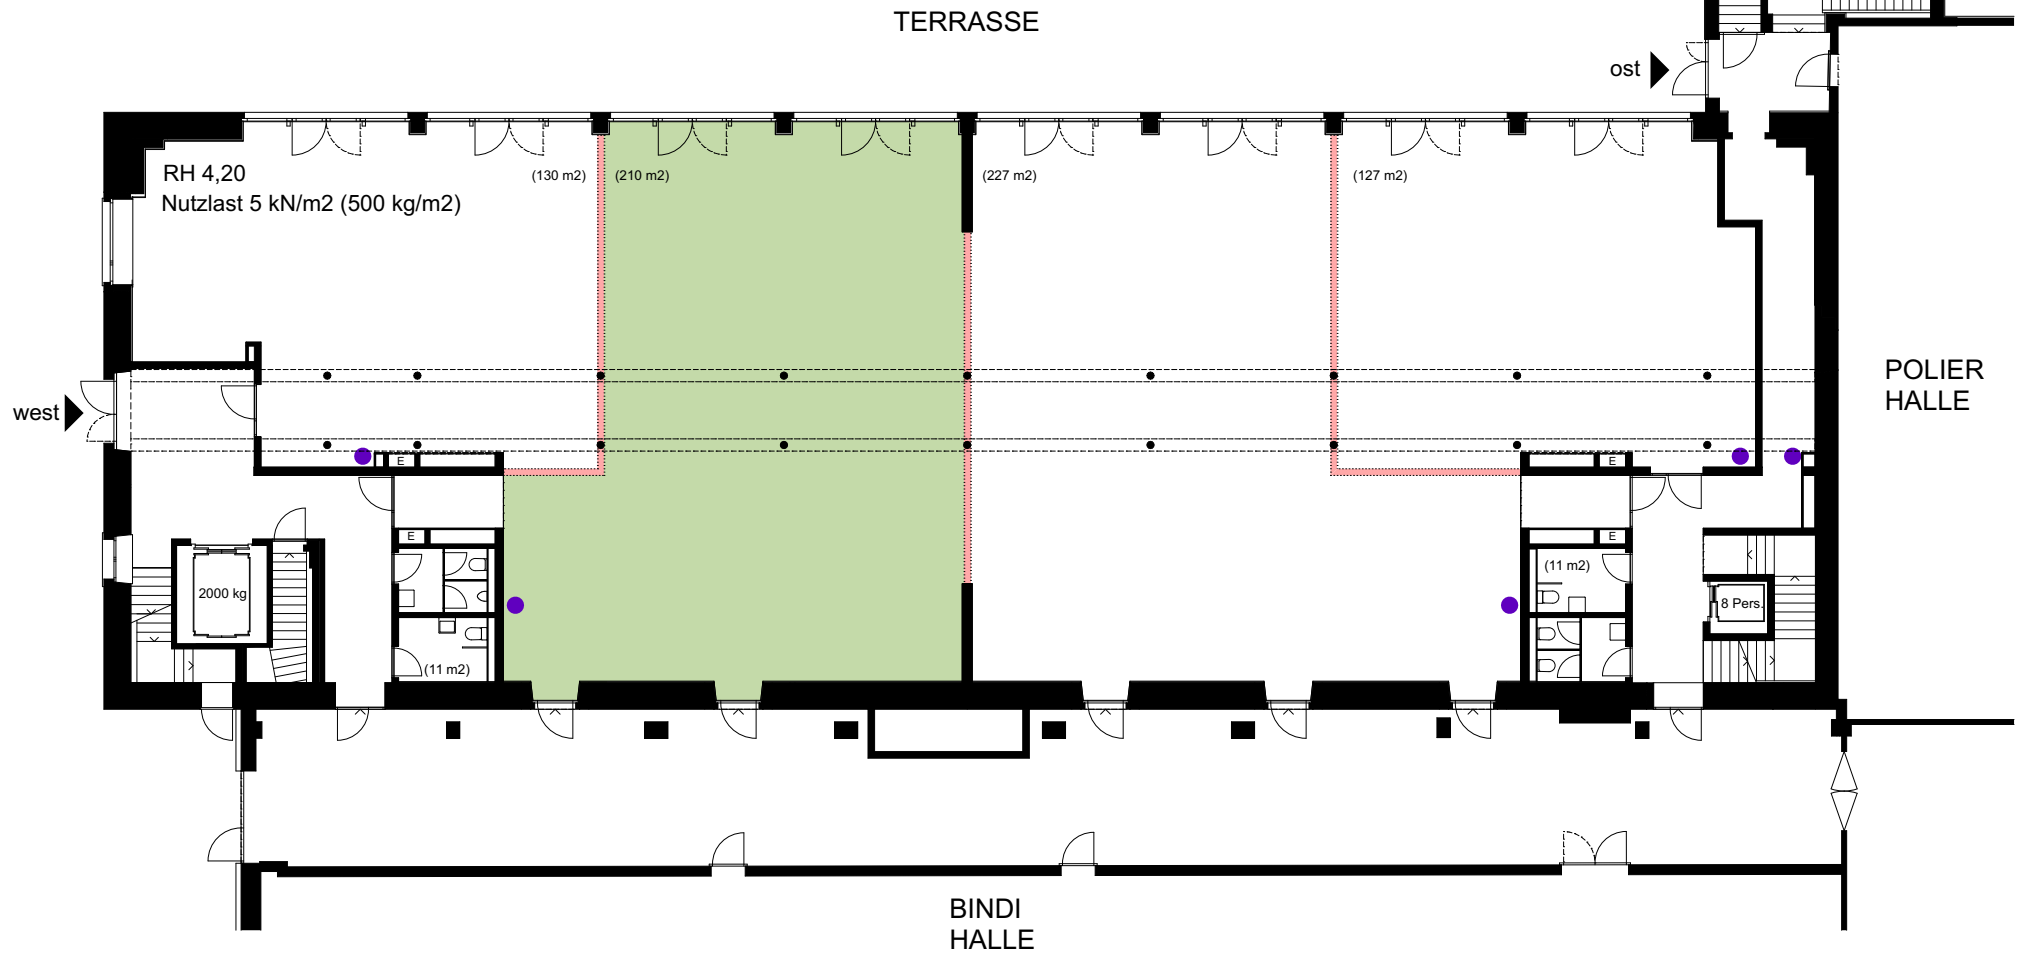 TERRASSE
ost
RH 4,20
(130 m2)
(210 m2)
(227 m2)
(127 m2)
Nutzlast 5 kN/m2 (500 kg/m2)
POLIER
HALLE
west
E
E
E
E
(11 m2)
2000 kg
8 Pers.
(11 m2)
BINDI
HALLE